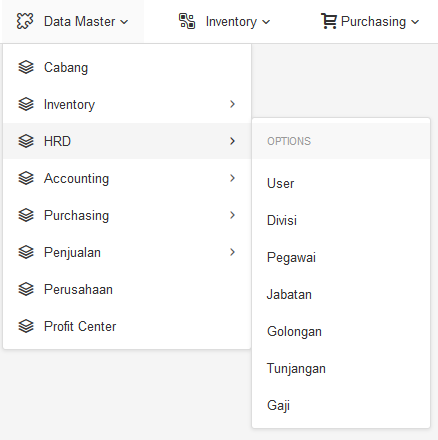 Data Master
Inventory
Purchasing
Cabang
Inventory
HRD
Accounting
Purchasing
Penjualan
Perusahaan
Profit Center
OPTIONS
User
Divisi
Pegawai
Jabatan
Golongan
Tunjangan
Gaji